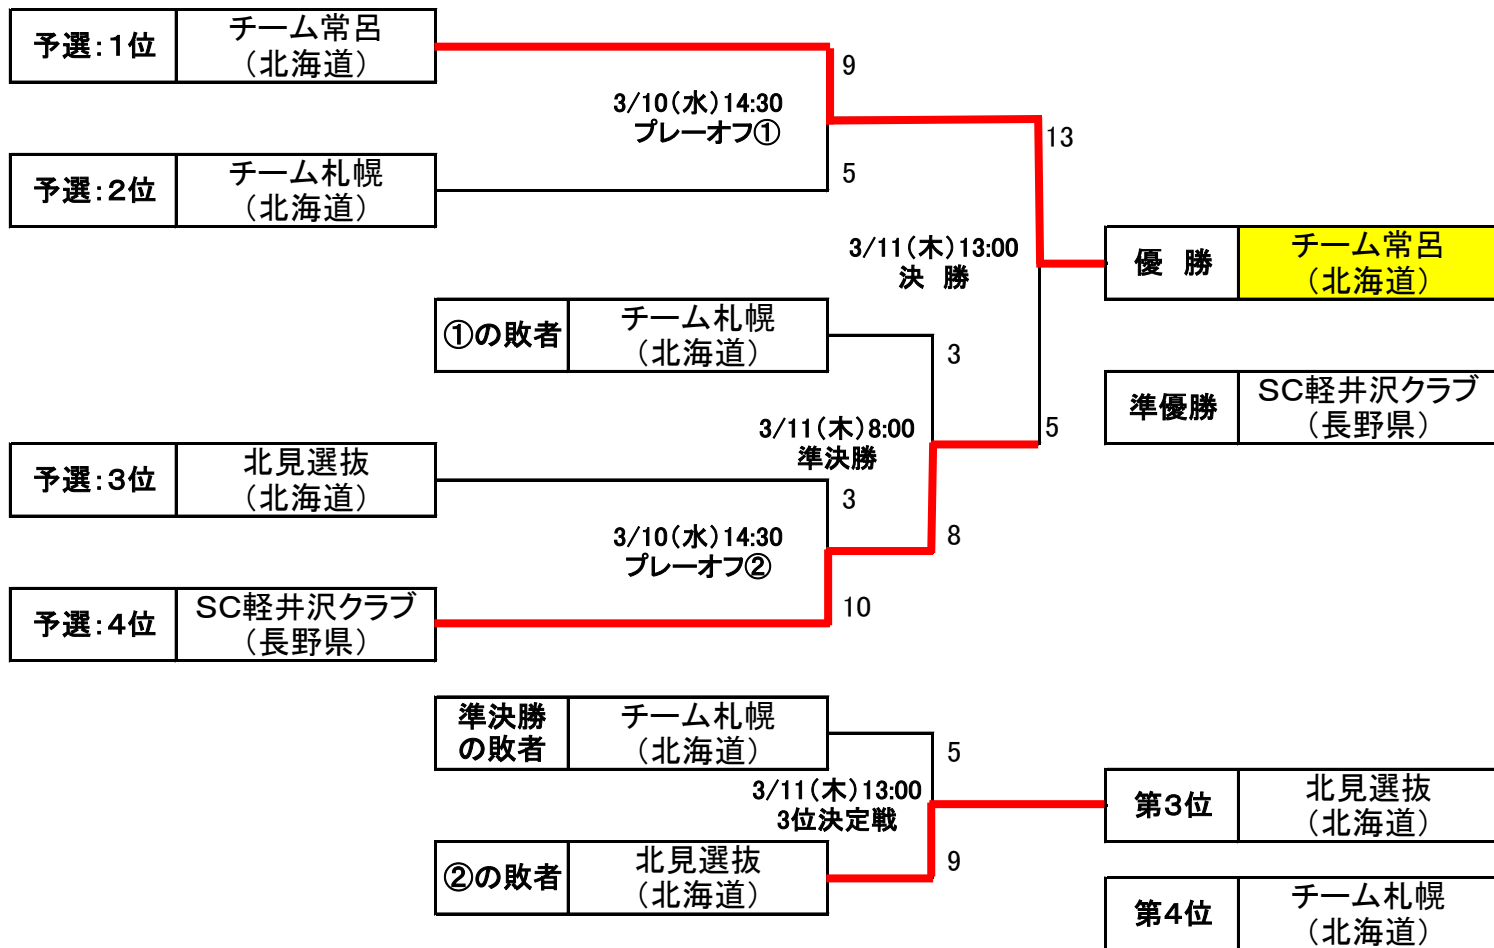 予選:1位
チーム常呂
（北海道）
9
3/10（水）14:30
プレーオフ①
13
予選:2位
チーム札幌
（北海道）
5
3/11（木）13:00
決 勝
優 勝
チーム常呂
（北海道）
①の敗者
チーム札幌
（北海道）
3
準優勝
SC軽井沢クラブ
（長野県）
3/11（木）8:00
準決勝
5
予選:3位
北見選抜
（北海道）
3
3/10（水）14:30
プレーオフ②
8
予選:4位
SC軽井沢クラブ
（長野県）
10
準決勝
の敗者
チーム札幌
（北海道）
5
3/11（木）13:00
3位決定戦
第3位
北見選抜
（北海道）
②の敗者
北見選抜
（北海道）
9
第4位
チーム札幌
（北海道）